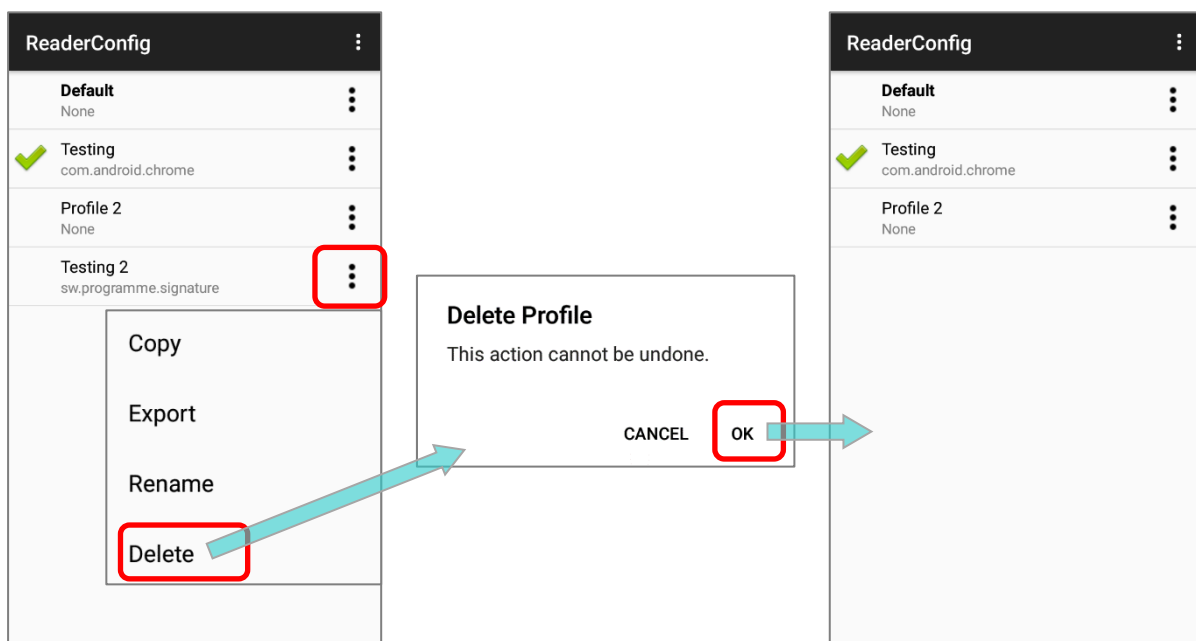 ReaderConfig
Default
None
Testing
com.android.chrome
Profile 2
None
Testing 2
sw.programme.signature
Copy
Export
Rename
Delete
Delete Profile
This action cannot be undone.
CANCEL OK
ReaderConfig
Default
None
Testing
com.android.chrome
Profile 2
None